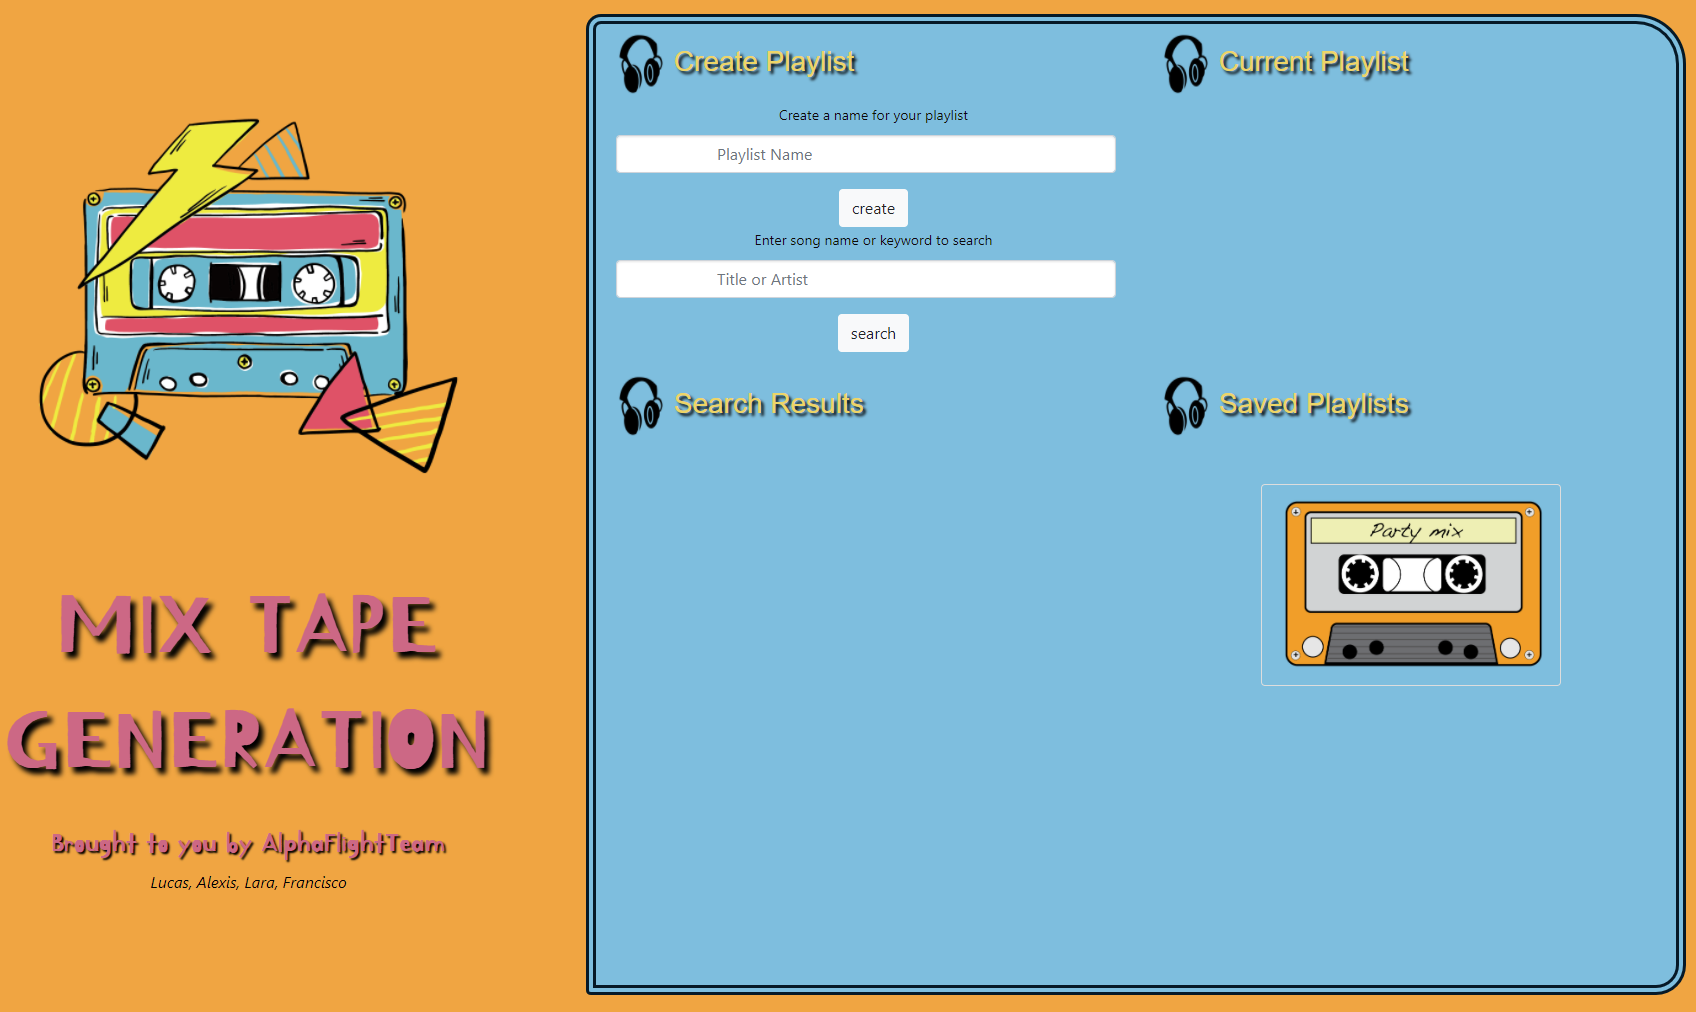 MIX TAPE
GENERATION
Brought to you by AlphaFlightTeam
Lucas, Alexis, Lara, Francisco
Create Playlist
Create a name for your playlist
Playlist Name
create
Enter song name or keyword to search
Title or Artist
search
Search Results
Current Playlist
Saved Playlists
Party mix